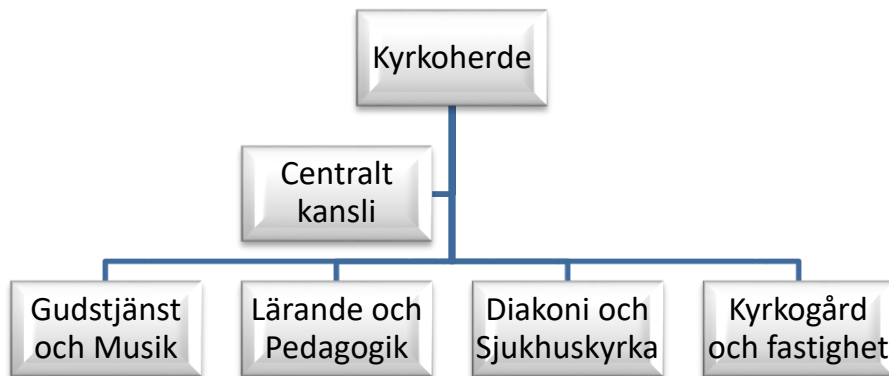 Kyrkoherde
Centralt
kansli
Gudstjänst
och Musik
Lärande och
Pedagogik
Diakoni och
Sjukhuskyrka
Kyrkogård
och fastighet